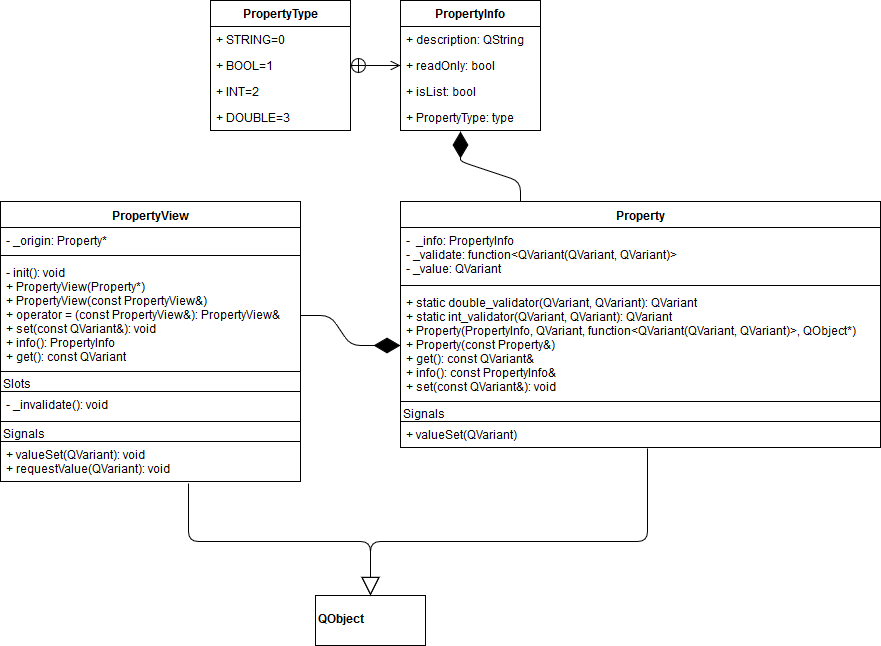 PropertyType
+ STRING=0
+ BOOL=1
+ INT=2
+ DOUBLE=3
PropertyInfo
+ description: QString
+ readOnly: bool
+ isList: bool
+ PropertyType: type
PropertyView
- _origin: Property*
- init(): void
+ PropertyView(Property*)
+ PropertyView(const PropertyView&)
+ operator = (const PropertyView&): PropertyView&
+ set(const QVariant&): void
+ info(): PropertyInfo
+ get(): const QVariant
Slots
- _invalidate(): void
Signals
+ valueSet(QVariant): void
+ requestValue(QVariant): void
Property
- _info: PropertyInfo
- _validate: function<QVariant(QVariant, QVariant)>
- _value: QVariant
+ static double_validator(QVariant, QVariant): QVariant
+ static int_validator(QVariant, QVariant): QVariant
+ Property(PropertyInfo, QVariant, function<QVariant(QVariant, QVariant)>, QObject*)
+ Property(const Property&)
+ get(): const QVariant&
+ info(): const PropertyInfo&
+ set(const QVariant&): void
Signals
+ valueSet(QVariant)
QObject